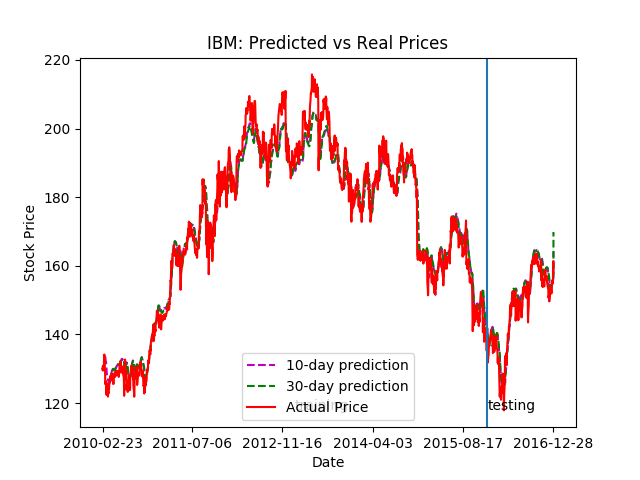 IBM: Predicted vs Real Prices
220
200
180
160
140
120
Stock Price
10-day prediction
30-day prediction
Actual Price
training
testing
2010-02-23 2011-07-06 2012-11-16 2014-04-03 2015-08-17 2016-12-28
Date